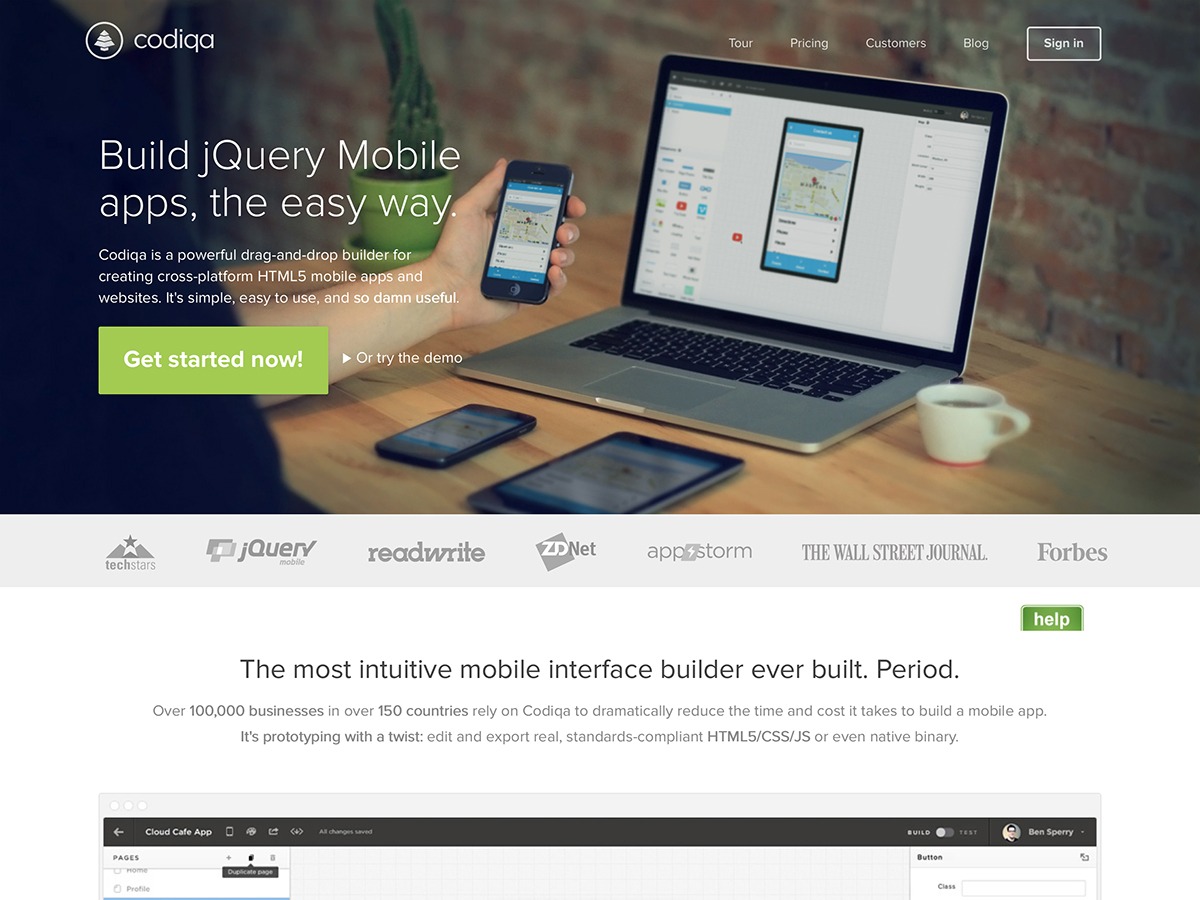 codiqa
Tour
Pricing
Customers
Blog
Sign in
Build jQuery Mobile
apps, the easy way.
Codiqa is a powerful drag-and-drop builder for
creating cross-platform HTML5 mobile apps and
websites. It's simple, easy to use, and so damn useful.
Get started now!
Or try the demo
techstars
jQuery
mobile
readwrite
ZDNet
appstorm
THE WALL STREET JOURNAL.
Forbes
help
The most intuitive mobile interface builder ever built. Period.
Over 100,000 businesses in over 150 countries rely on Codiqa to dramatically reduce the time and cost it takes to build a mobile app.
It's prototyping with a twist: edit and export real, standards-compliant HTML5/CSS/JS or even native binary.
Cloud Cafe App
All changes saved
BUILD
TEST
Ben Sperry
PAGES
Button
Home
Duplicate page
Profile
Class